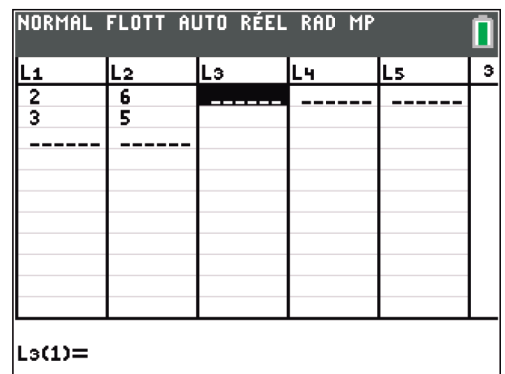 NORMAL FLOTT AUTO RÉEL RAD MP
L1 L2 L3 L4 L5 3
2 6 ------ ------ ------
3 5
------ ------
L3(1)=